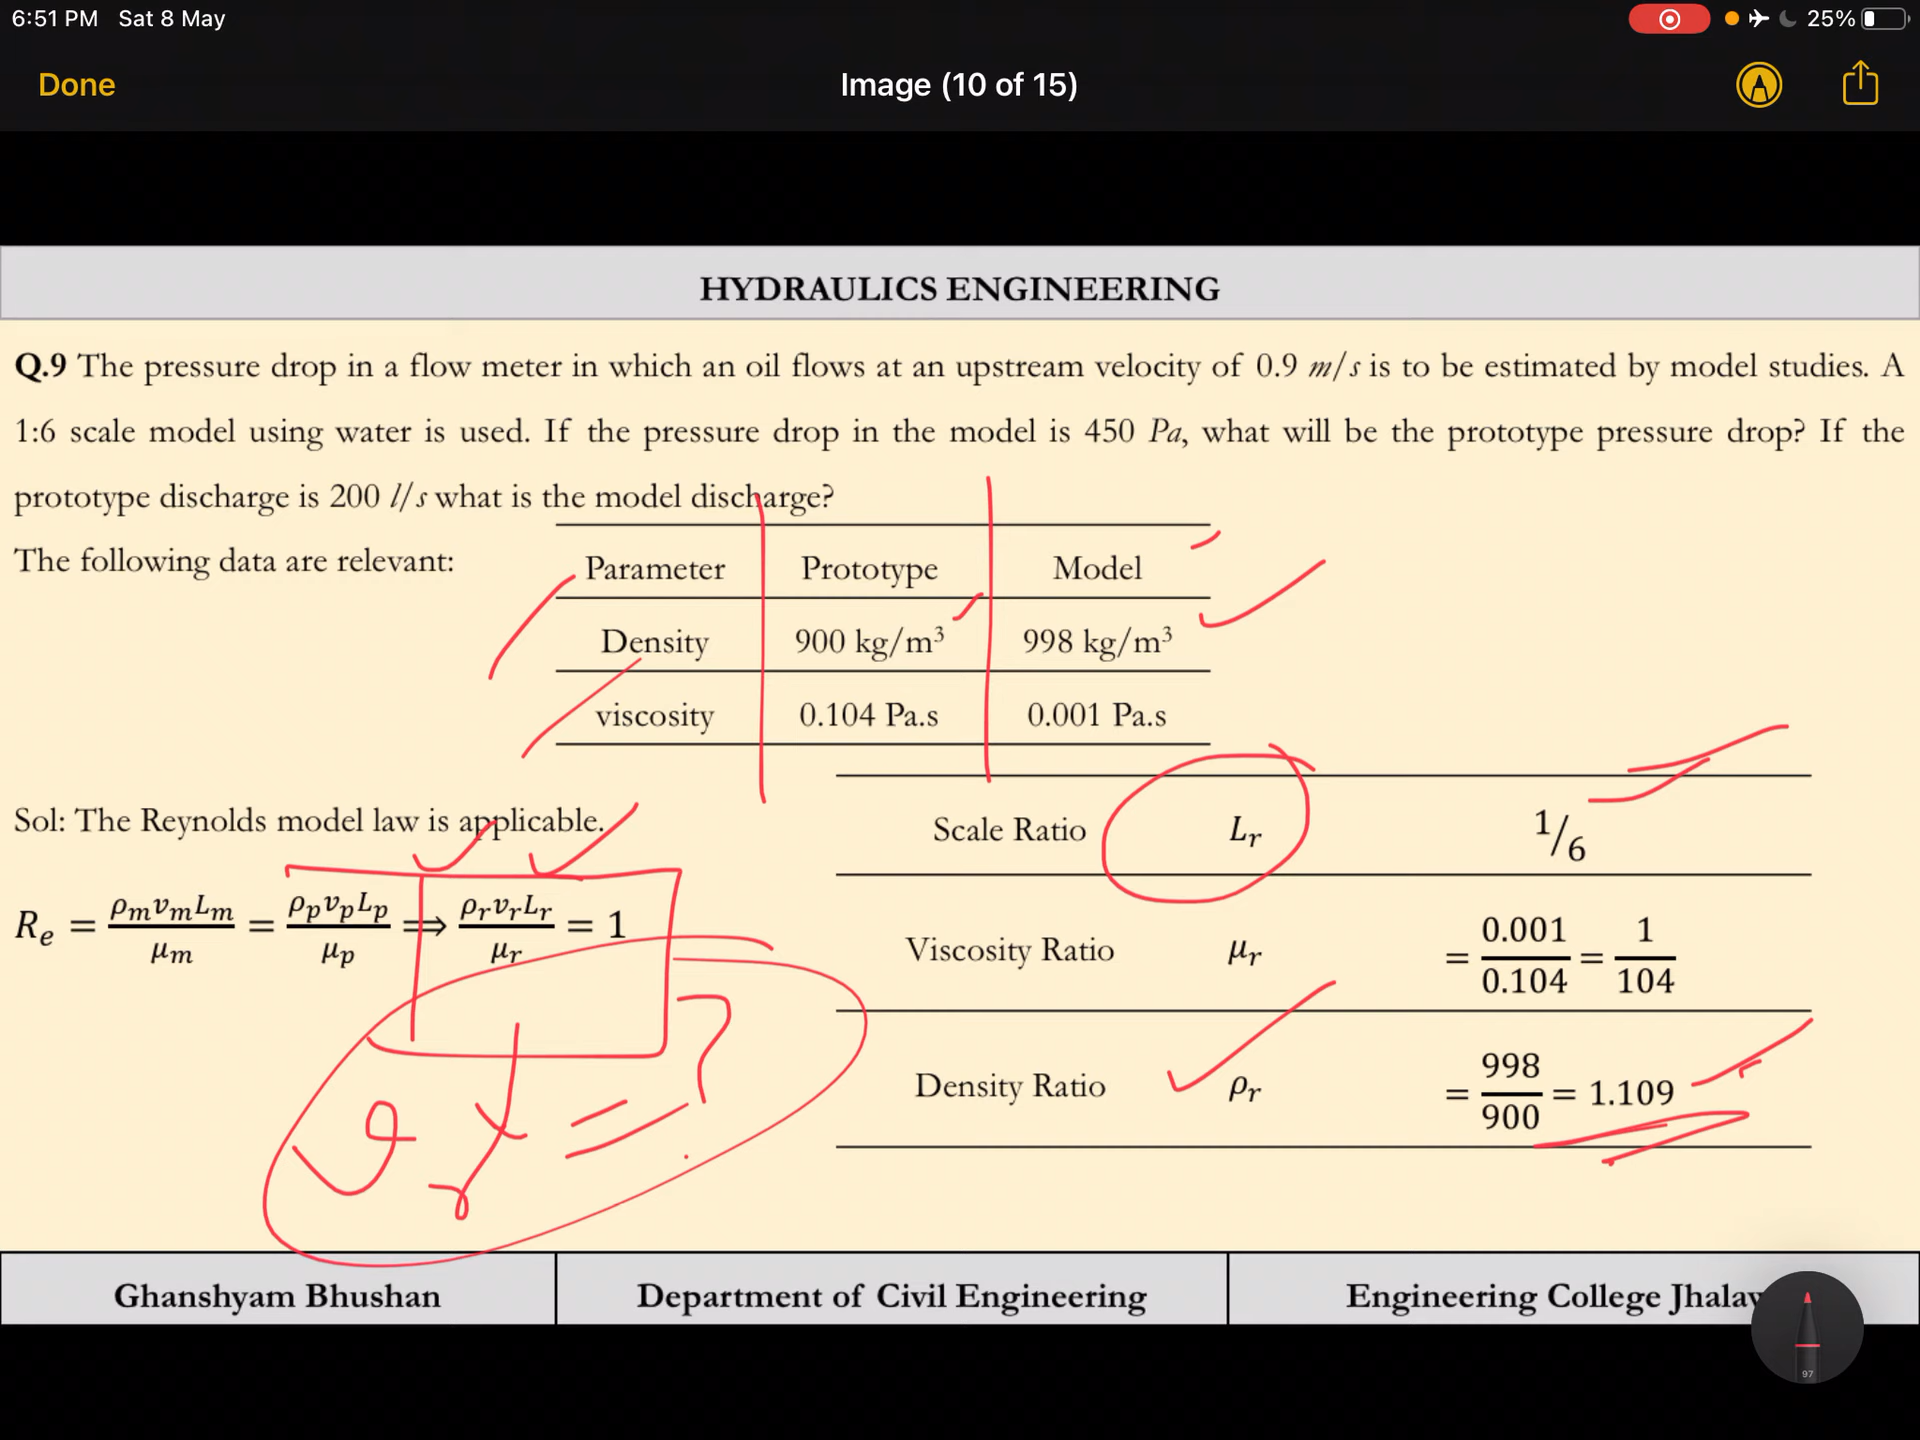 6:51 PM Sat 8 May 25%
Done Image (10 of 15)
HYDRAULICS ENGINEERING
Q.9 The pressure drop in a flow meter in which an oil flows at an upstream velocity of 0.9 m/s is to be estimated by model studies. A
1:6 scale model using water is used. If the pressure drop in the model is 450 Pa, what will be the prototype pressure drop? If the
prototype discharge is 200 l/s what is the model discharge?
The following data are relevant:
Parameter Prototype Model
Density 900 kg/m³ 998 kg/m³
viscosity 0.104 Pa.s 0.001 Pa.s
Sol: The Reynolds model law is applicable.
Rₑ = ρₘvₘLₘ/μₘ = ρₚvₚLₚ/μₚ ⟹ ρᵣvᵣLᵣ/μᵣ = 1
Scale Ratio Lᵣ 1/6
Viscosity Ratio μᵣ = 0.001/0.104 = 1/104
Density Ratio ρᵣ = 998/900 = 1.109
= ?
Ghanshyam Bhushan Department of Civil Engineering Engineering College
97